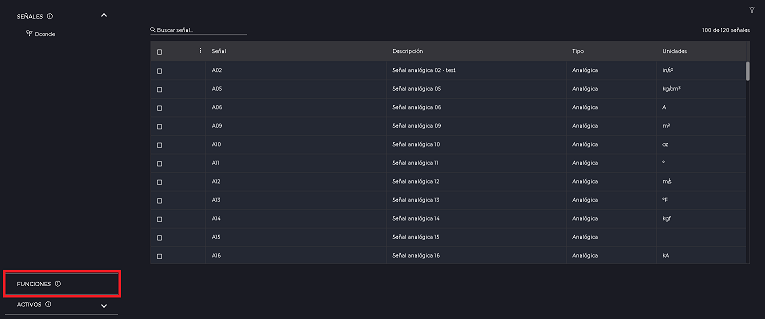 SEÑALES
Dconde
Buscar señal...
100 de 120 señales
Señal Descripción Tipo Unidades
A02 Señal analógica 02 - test Analógica in/s²
A05 Señal analógica 05 Analógica kg/cm²
A06 Señal analógica 06 Analógica A
A09 Señal analógica 09 Analógica m³
A10 Señal analógica 10 Analógica oz
A11 Señal analógica 11 Analógica °
A12 Señal analógica 12 Analógica m/s
A13 Señal analógica 13 Analógica °F
A14 Señal analógica 14 Analógica kgf
A15 Señal analógica 15 Analógica
A16 Señal analógica 16 Analógica kA
FUNCIONES
ACTIVOS